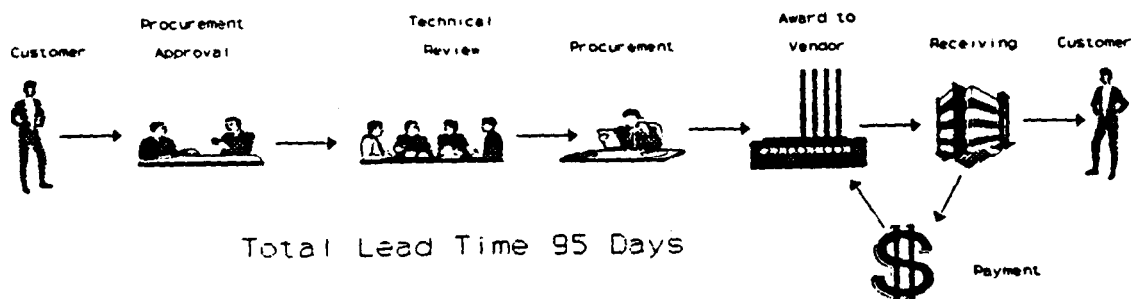 Customer
Procurement
Approval
Technical
Review
Procurement
Award to
Vendor
Receiving
Customer
Total Lead Time 95 Days
$
Payment